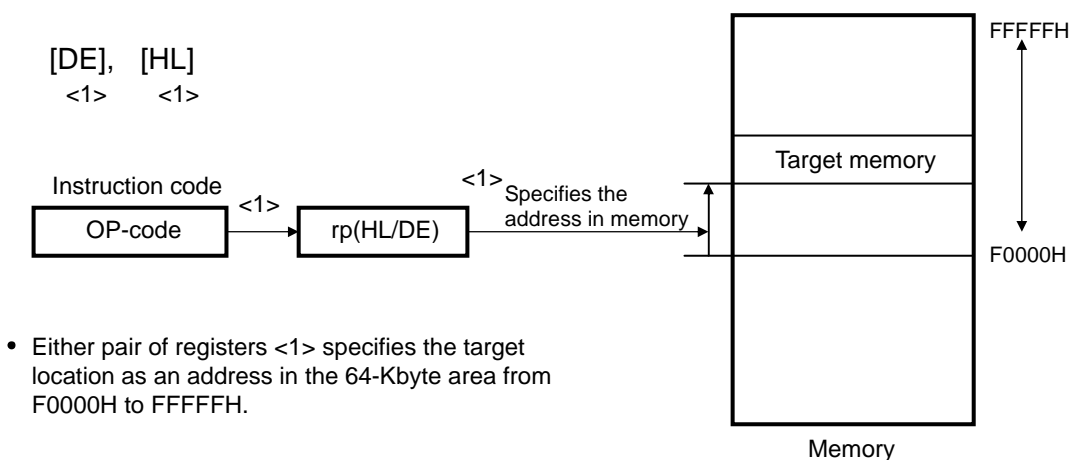 FFFFFH
[DE], [HL]
<1> <1>
Target memory
Instruction code
<1>
<1>
Specifies the
address in memory
OP-code
rp(HL/DE)
F0000H
• Either pair of registers <1> specifies the target
location as an address in the 64-Kbyte area from
F0000H to FFFFFH.
Memory